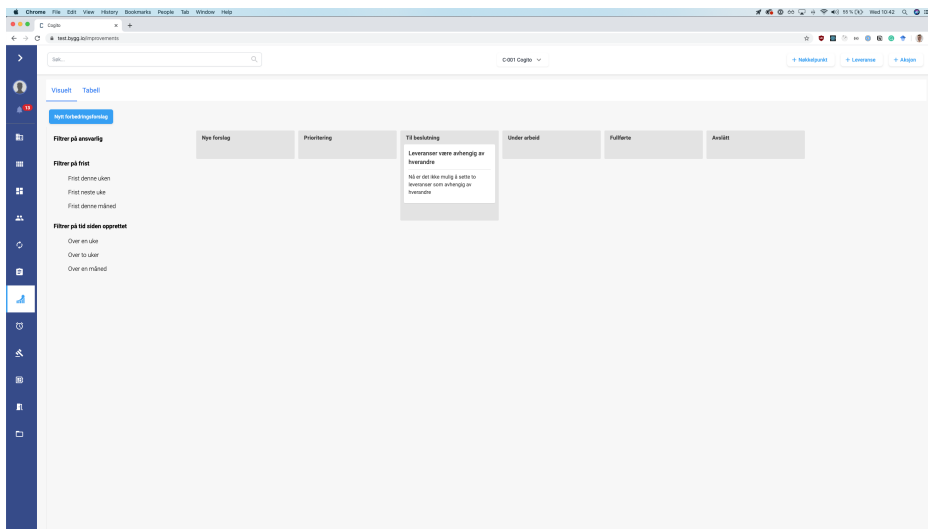 Chrome File Edit View History Bookmarks People Tab Window Help
55 % Wed 10:42
Cogito
test.bygg.io/improvements
Søk...
C-001 Cogito
+ Nøkkelpunkt + Leveranse + Aksjon
Visuelt Tabell
Nytt forbedringsforslag
Filtrer på ansvarlig
Filtrer på frist
Frist denne uken
Frist neste uke
Frist denne måned
Filtrer på tid siden opprettet
Over en uke
Over to uker
Over en måned
Nye forslag
Prioritering
Til beslutning
Leveranser være avhengig av
hverandre
Nå er det ikke mulig å sette to
leveranser som avhengig av
hverandre
Under arbeid
Fullførte
Avslått